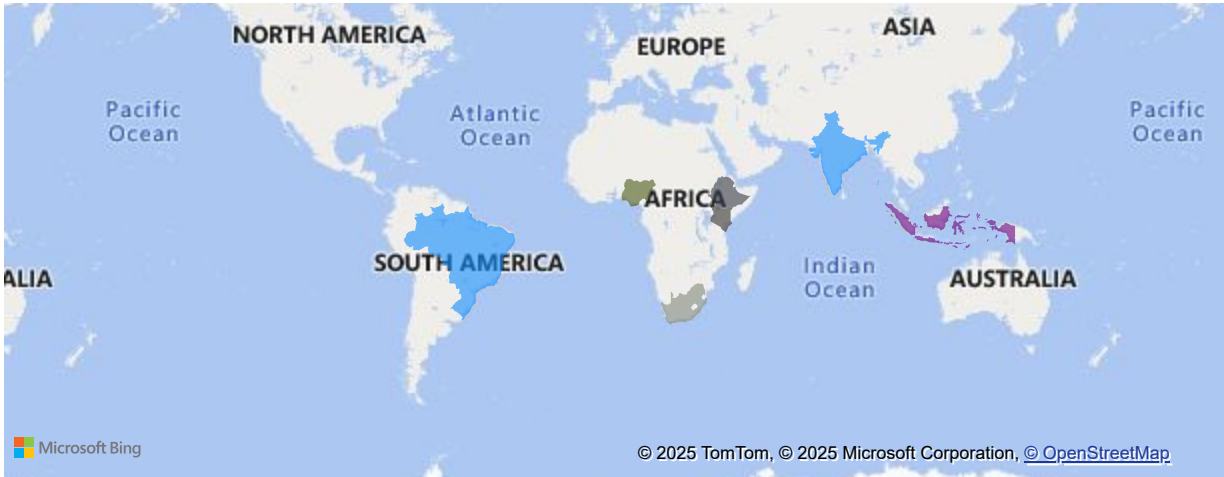 NORTH AMERICA
EUROPE
ASIA
Pacific
Ocean
Atlantic
Ocean
Pacific
Ocean
AFRICA
SOUTH AMERICA
Indian
Ocean
ALIA
AUSTRALIA
Microsoft Bing
© 2025 TomTom, © 2025 Microsoft Corporation, © OpenStreetMap